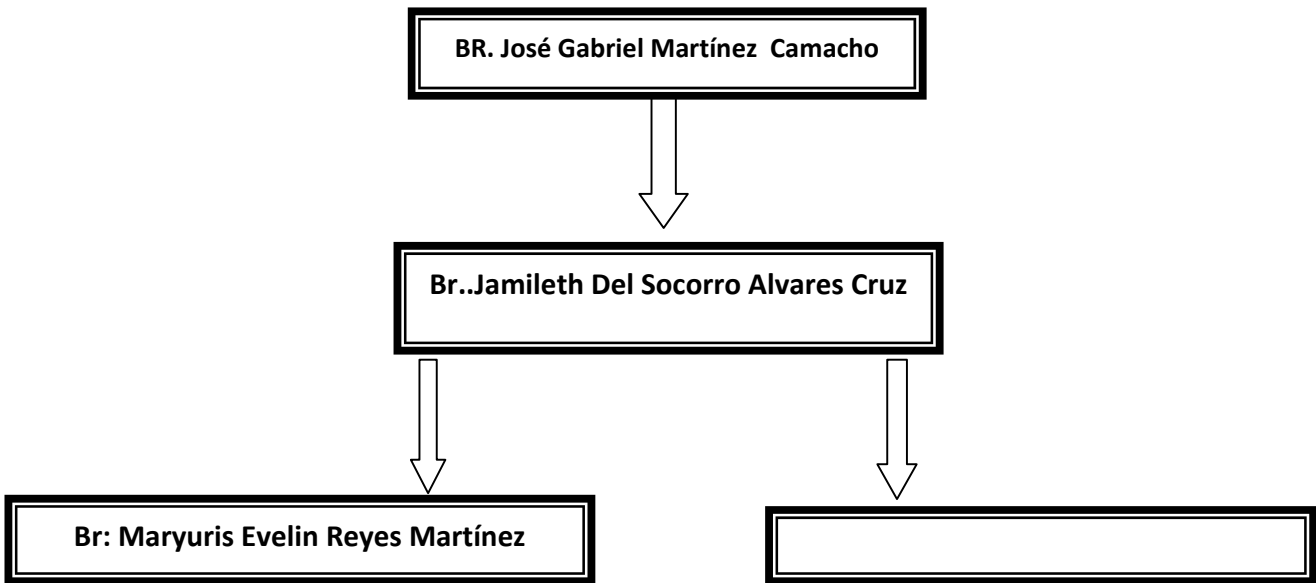 BR. José Gabriel Martínez Camacho
Br..Jamileth Del Socorro Alvares Cruz
Br: Maryuris Evelin Reyes Martínez